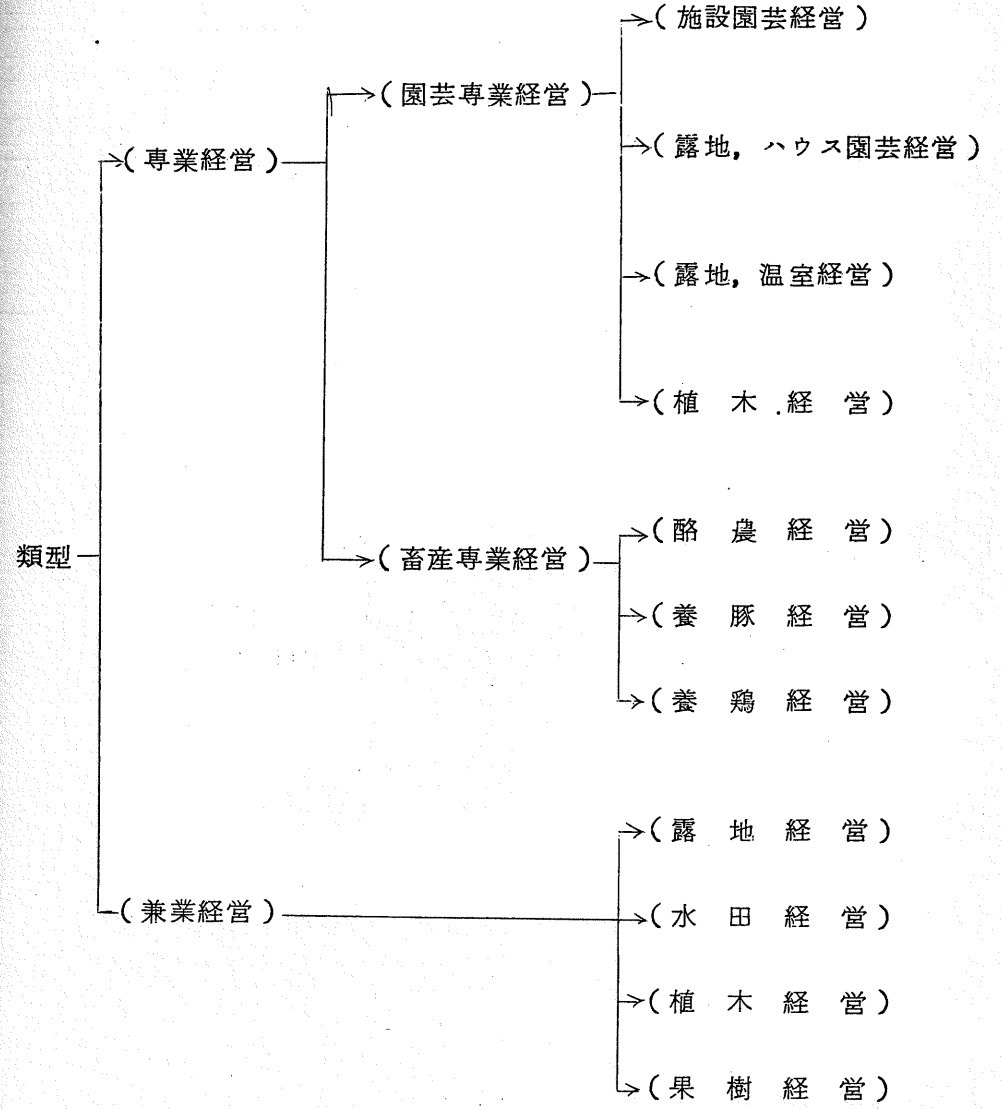 (施設園芸経営)
(園芸専業経営)
(露地,ハウス園芸経営)
(専業経営)
(露地,温室経営)
(植木経営)
(酪農経営)
類型
(畜産専業経営)
(養豚経営)
(養鶏経営)
(露地経営)
(兼業経営)
(水田経営)
(植木経営)
(果樹経営)